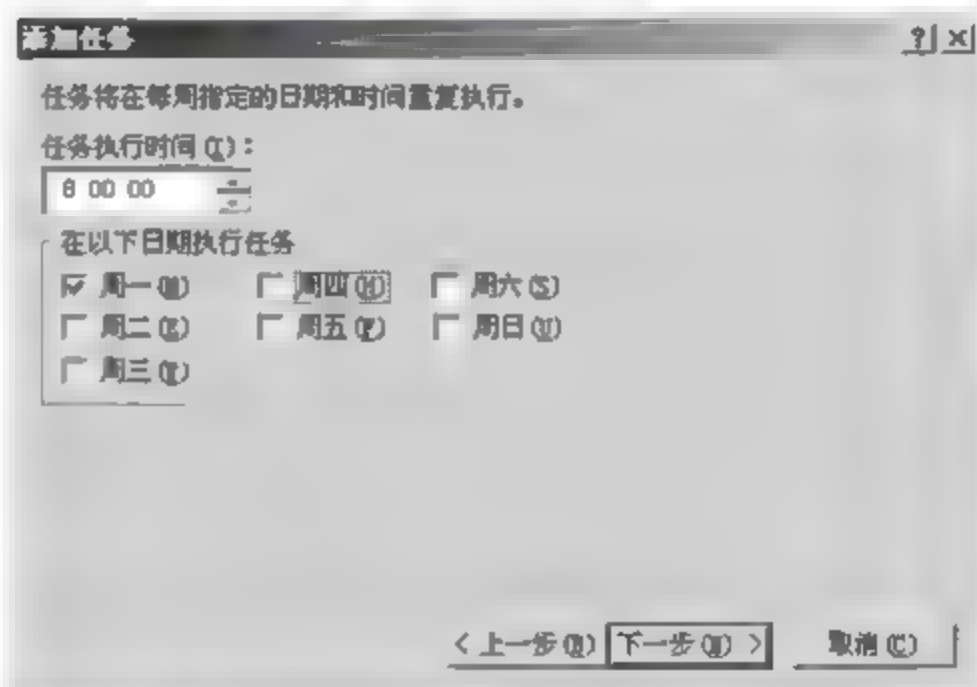 添加任务
任务将在每周指定的日期和时间重复执行。
任务执行时间(T):
8 00 00
在以下日期执行任务
周一(M) 周四(H) 周六(S)
周二(E) 周五(F) 周日(U)
周三
<上一步(B) 下一步(N) > 取消(C)